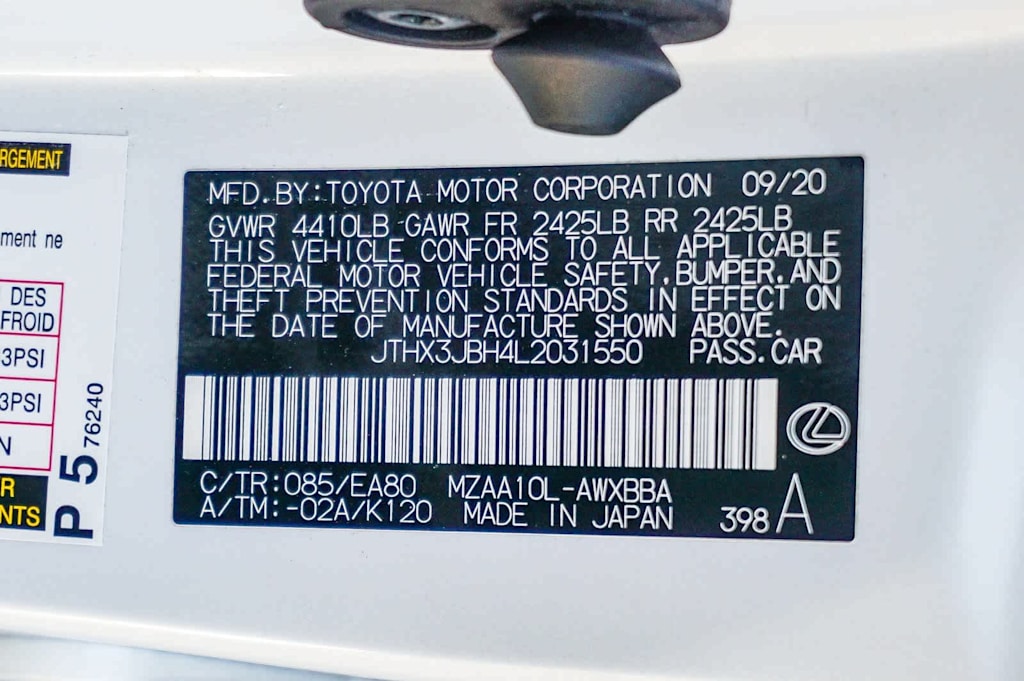 RGEMENT
ment ne
DES
FROID
3PSI
3PSI
N
R
NTS
P 5 76240
MFD. BY: TOYOTA MOTOR CORPORATION 09/20
GVWR 4410LB GAWR FR 2425LB RR 2425LB
THIS VEHICLE CONFORMS TO ALL APPLICABLE
FEDERAL MOTOR VEHICLE SAFETY, BUMPER, AND
THEFT PREVENTION STANDARDS IN EFFECT ON
THE DATE OF MANUFACTURE SHOWN ABOVE.
JTHX3JBH4L2031550 PASS.CAR
C/TR: 085/EA80 MZAA10L-AWXBBA
A/TM: -02A/K120 MADE IN JAPAN 398 A